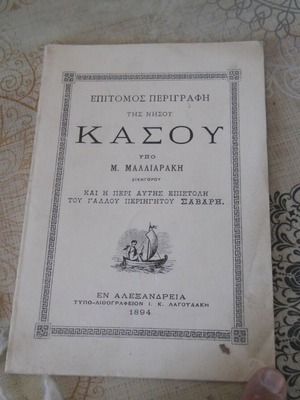 ΕΠΙΤΟΜΟΣ ΠΕΡΙΓΡΑΦΗ
ΤΗΣ ΝΗΣΟΥ
ΚΑΣΟΥ
ΥΠΟ
Μ. ΜΑΛΛΙΑΡΑΚΗ
ΔΙΚΗΓΟΡΟΥ
ΚΑΙ Η ΠΕΡΙ ΑΥΤΗΣ ΕΠΙΣΤΟΛΗ
ΤΟΥ ΓΑΛΛΟΥ ΠΕΡΙΗΓΗΤΟΥ ΣΑΒΑΡΗ.
ΕΝ ΑΛΕΞΑΝΔΡΕΙΑ
ΤΥΠΟ-ΛΙΘΟΓΡΑΦΕΙΟΝ Ι. Κ. ΛΑΓΟΥΔΑΚΗ
1894